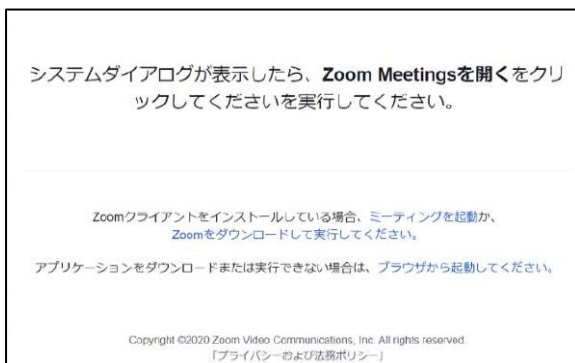 システムダイアログが表示したら、Zoom Meetingsを開くをクリ
ックしてくださいを実行してください。
Zoomクライアントをインストールしている場合、ミーティングを起動か、
Zoomをダウンロードして実行してください。
アプリケーションをダウンロードまたは実行できない場合は、ブラウザから起動してください。
Copyright ©2020 Zoom Video Communications, Inc. All rights reserved.
「プライバシーおよび法務ポリシー」